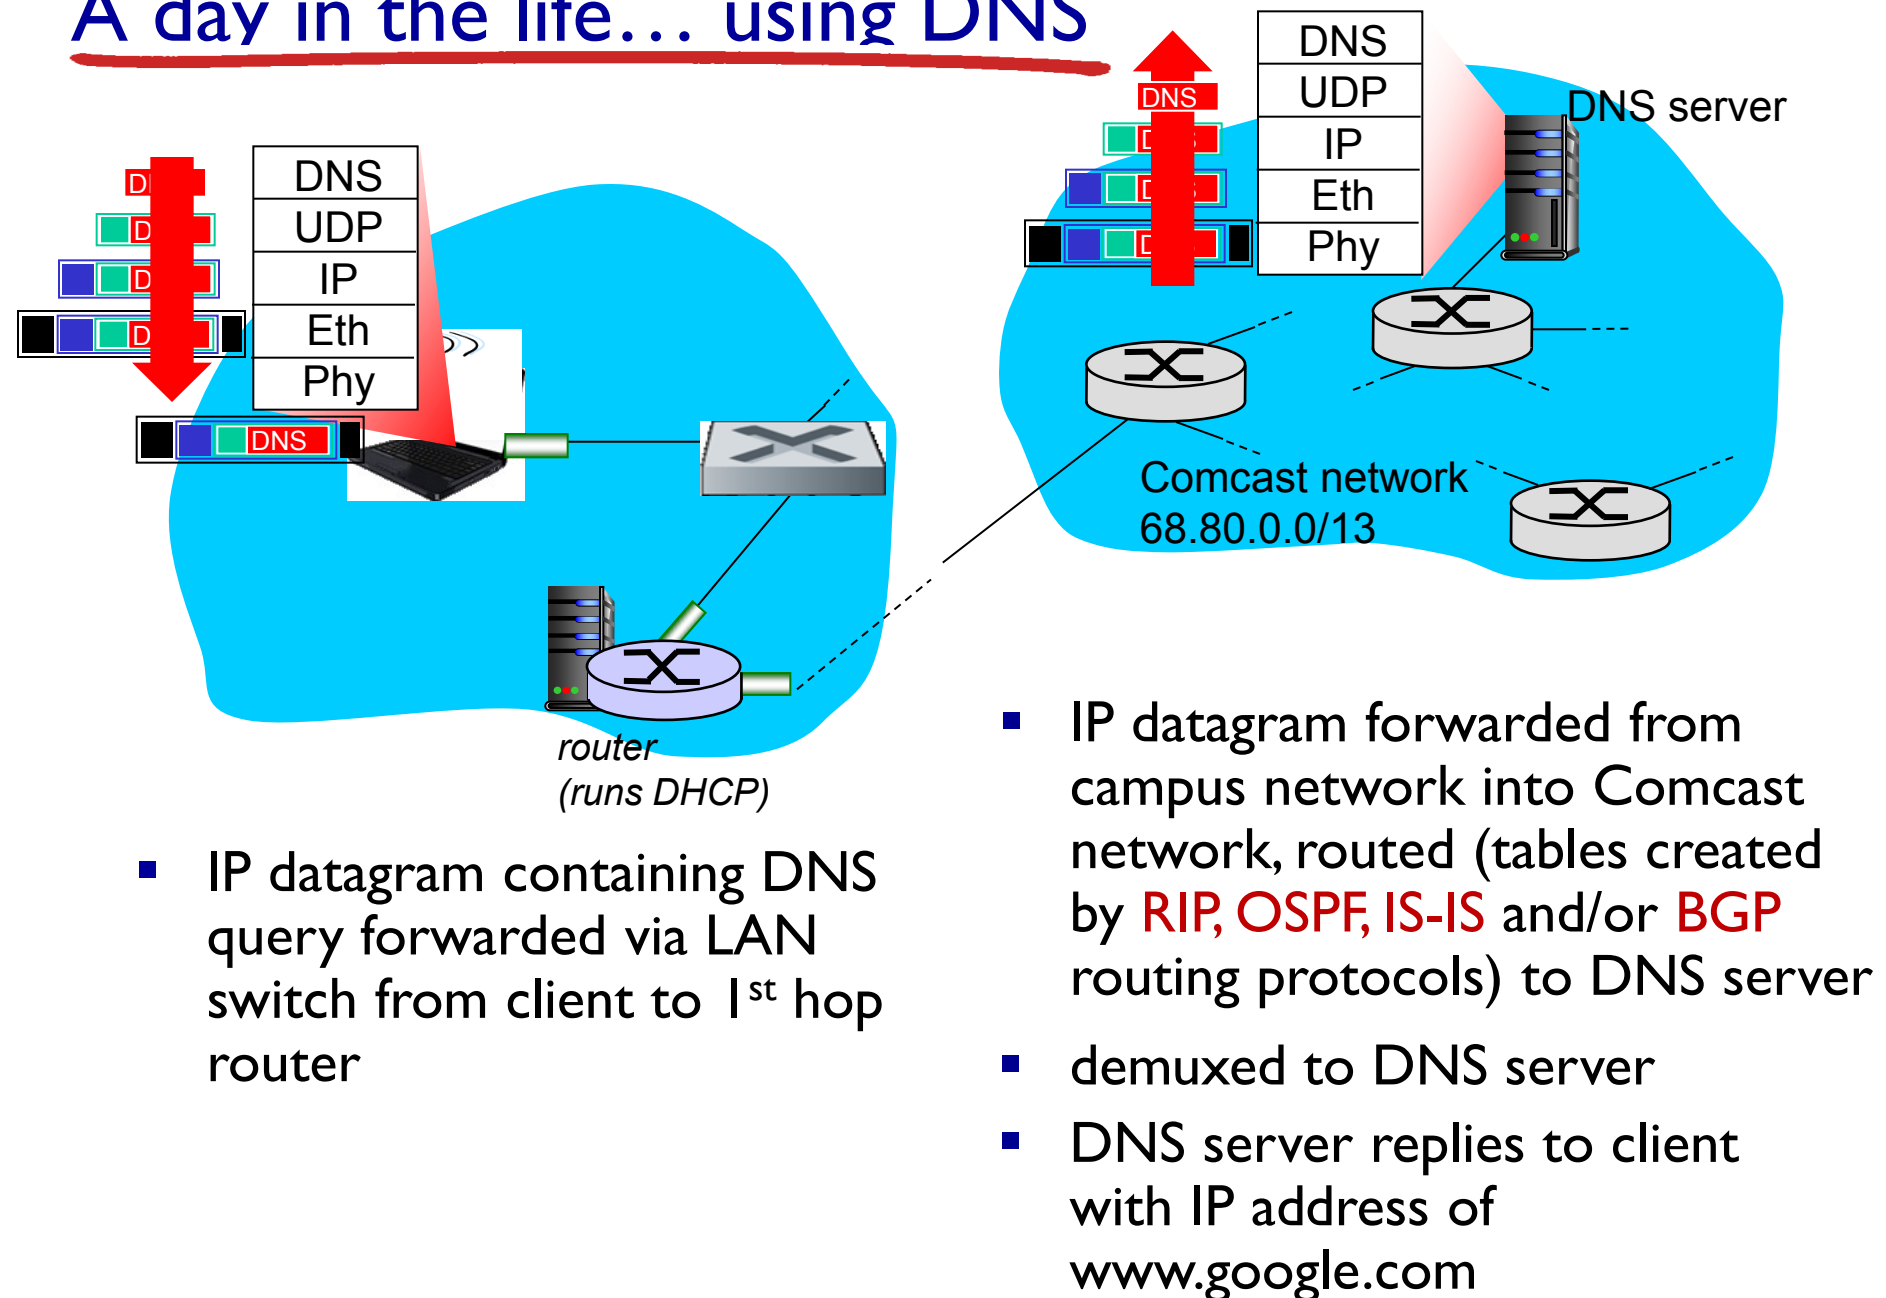 A day in the life… using DNS
DNS
UDP
IP
Eth
Phy
DNS
DNS
UDP
IP
Eth
Phy
DNS
DNS server
Comcast network
68.80.0.0/13
router
(runs DHCP)
▪ IP datagram containing DNS
query forwarded via LAN
switch from client to 1st hop
router
▪ IP datagram forwarded from
campus network into Comcast
network, routed (tables created
by RIP, OSPF, IS-IS and/or BGP
routing protocols) to DNS server
▪ demuxed to DNS server
▪ DNS server replies to client
with IP address of
www.google.com